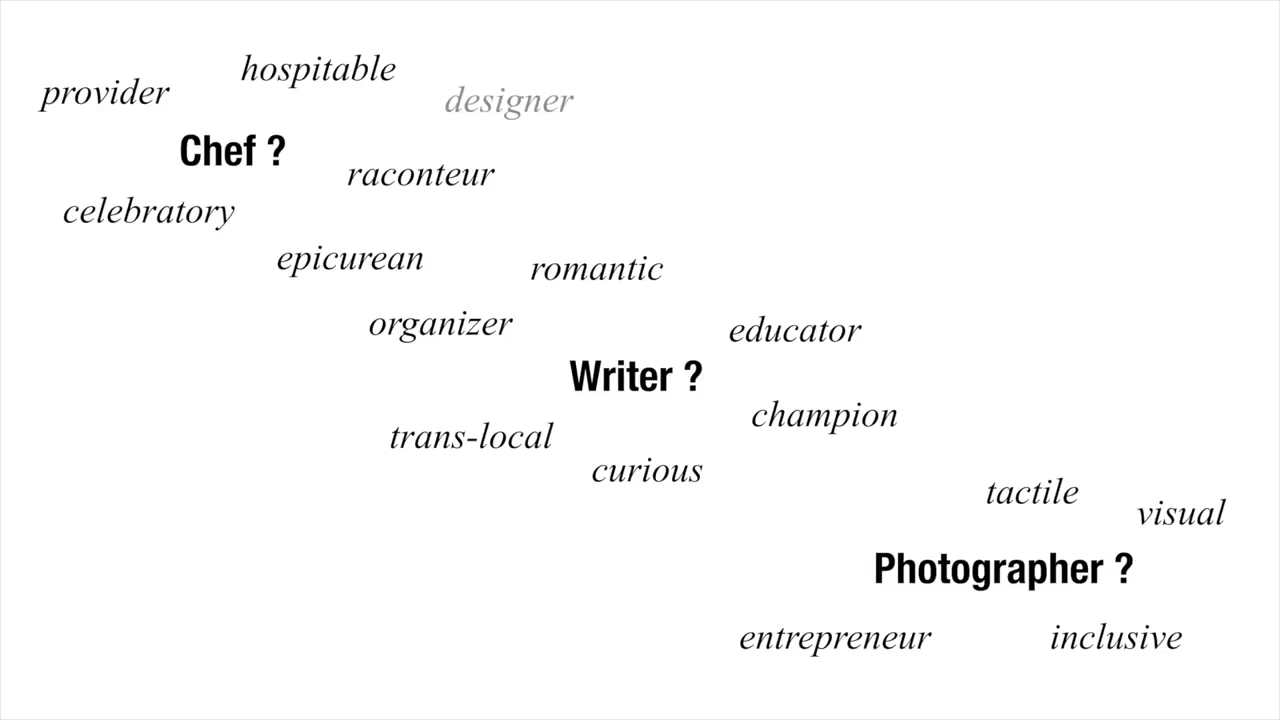 hospitable
provider
designer
Chef ?
raconteur
celebratory
epicurean
romantic
organizer
educator
Writer ?
champion
trans-local
curious
tactile
visual
Photographer ?
entrepreneur
inclusive